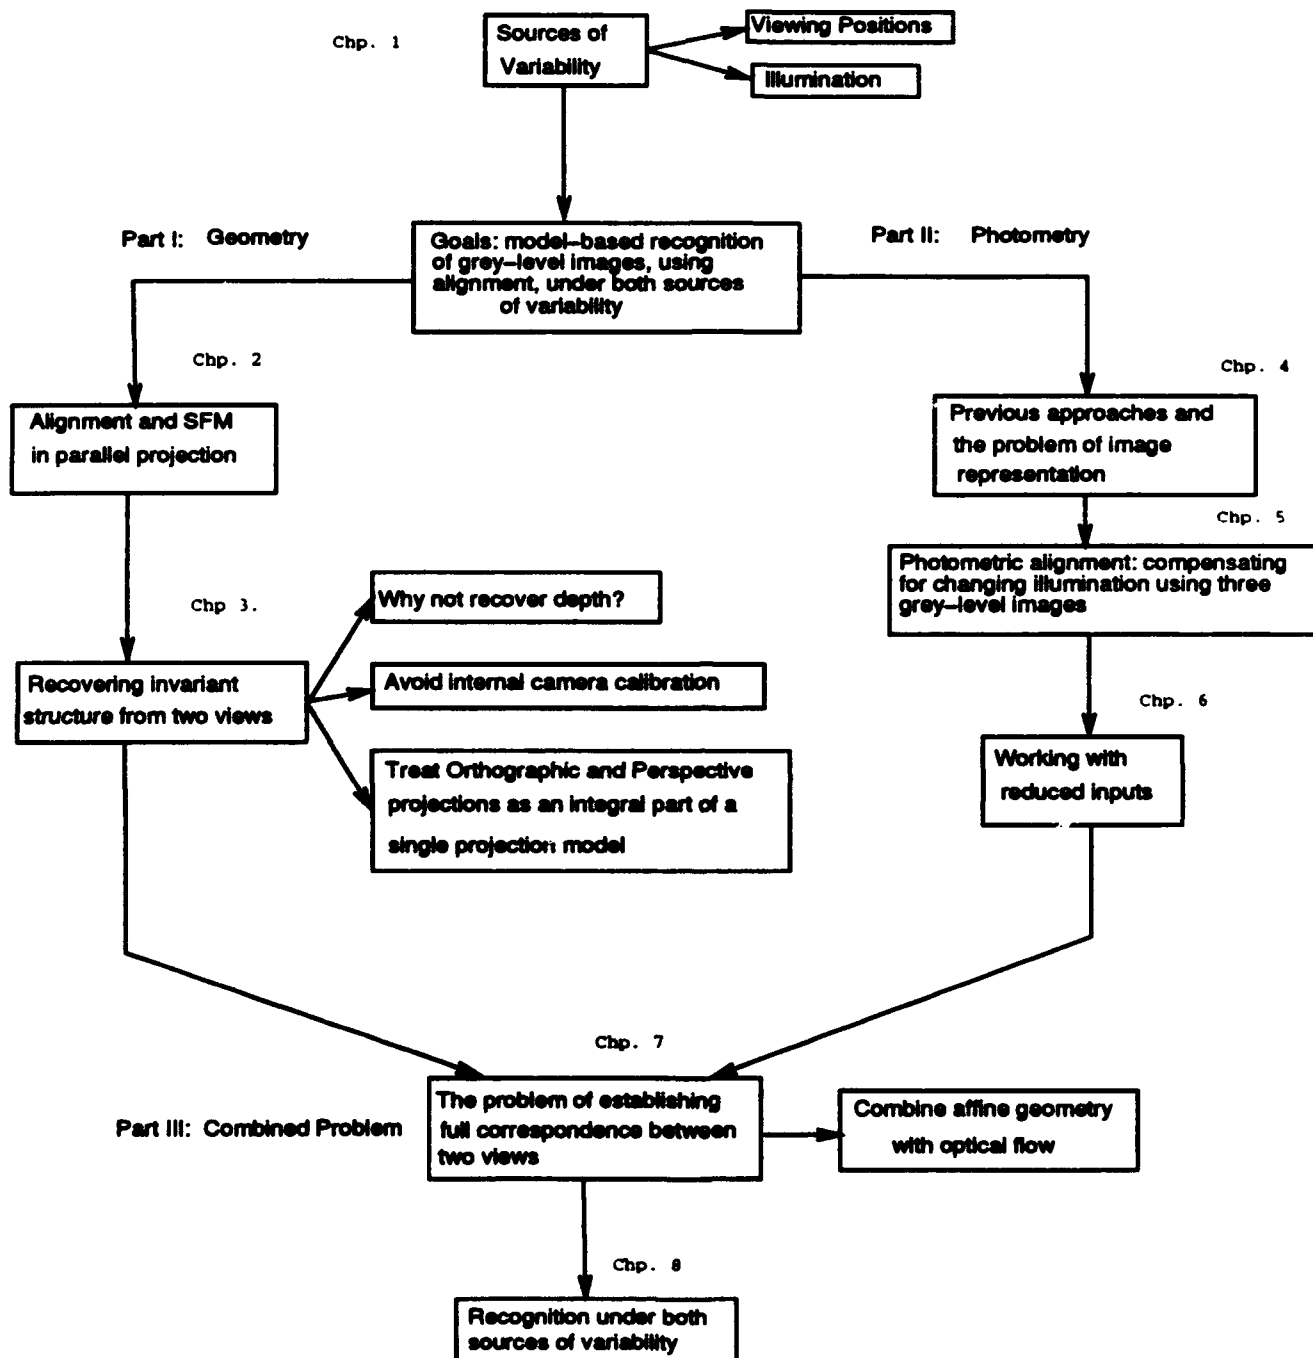 Chp. 1
Sources of
Variability
Viewing Positions
Illumination
Part I: Geometry
Goals: model-based recognition
of grey-level images, using
alignment, under both sources
of variability
Part II: Photometry
Chp. 2
Alignment and SFM
in parallel projection
Chp. 4
Previous approaches and
the problem of image
representation
Chp. 5
Photometric alignment: compensating
for changing illumination using three
grey-level images
Chp 3.
Recovering invariant
structure from two views
Why not recover depth?
Avoid internal camera calibration
Treat Orthographic and Perspective
projections as an integral part of a
single projection model
Chp. 6
Working with
reduced inputs
Chp. 7
Part III: Combined Problem
The problem of establishing
full correspondence between
two views
Combine affine geometry
with optical flow
Chp. 8
Recognition under both
sources of variability